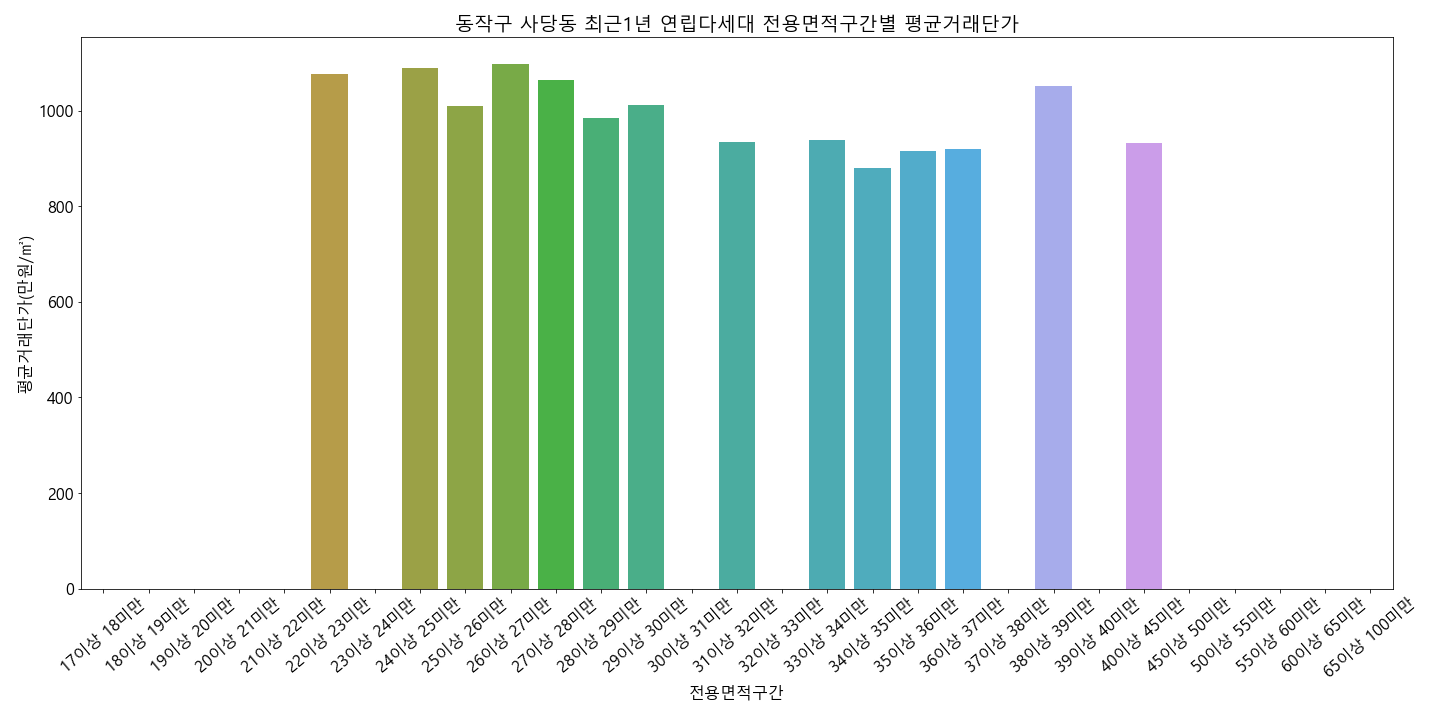 동작구 사당동 최근1년 연립다세대 전용면적구간별 평균거래단가
평균거래단가(만원/㎡)
1000
800
600
400
200
0
17이상 18미만
18이상 19미만
19이상 20미만
20이상 21미만
21이상 22미만
22이상 23미만
23이상 24미만
24이상 25미만
25이상 26미만
26이상 27미만
27이상 28미만
28이상 29미만
29이상 30미만
30이상 31미만
31이상 32미만
32이상 33미만
33이상 34미만
34이상 35미만
35이상 36미만
36이상 37미만
37이상 38미만
38이상 39미만
39이상 40미만
40이상 45미만
45이상 50미만
50이상 55미만
55이상 60미만
60이상 65미만
65이상 100미만
전용면적구간